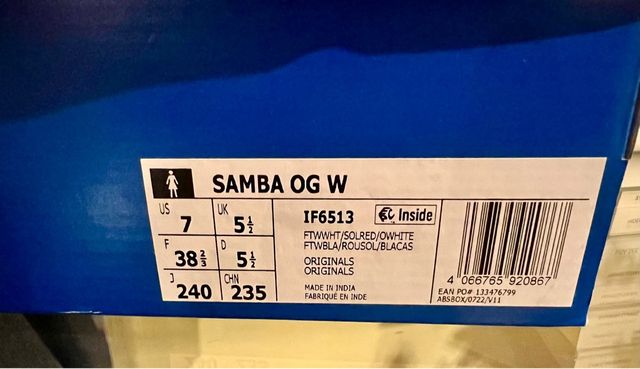 SAMBA OG W
US 7 UK 5½
F 38⅔ D 5½
J 240 CHN 235
IF6513
Inside
FTWWHT/SOLRED/OWHITE
FTWBLA/ROUSOL/BLACAS
ORIGINALS
ORIGINALS
MADE IN INDIA
FABRIQUÉ EN INDE
4 066765 920867
EAN PO# 133476799
ABSBOX/0722/V11